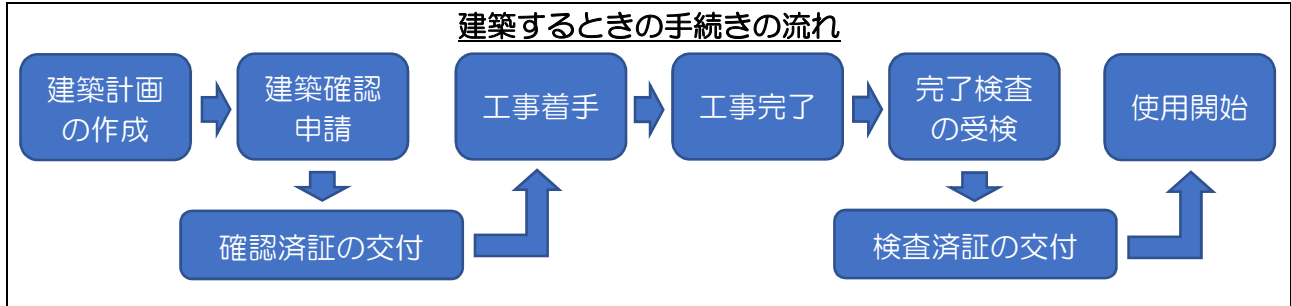 建築するときの手続きの流れ
建築計画
の作成
建築確認
申請
確認済証の交付
工事着手
工事完了
完了検査
の受検
検査済証の交付
使用開始